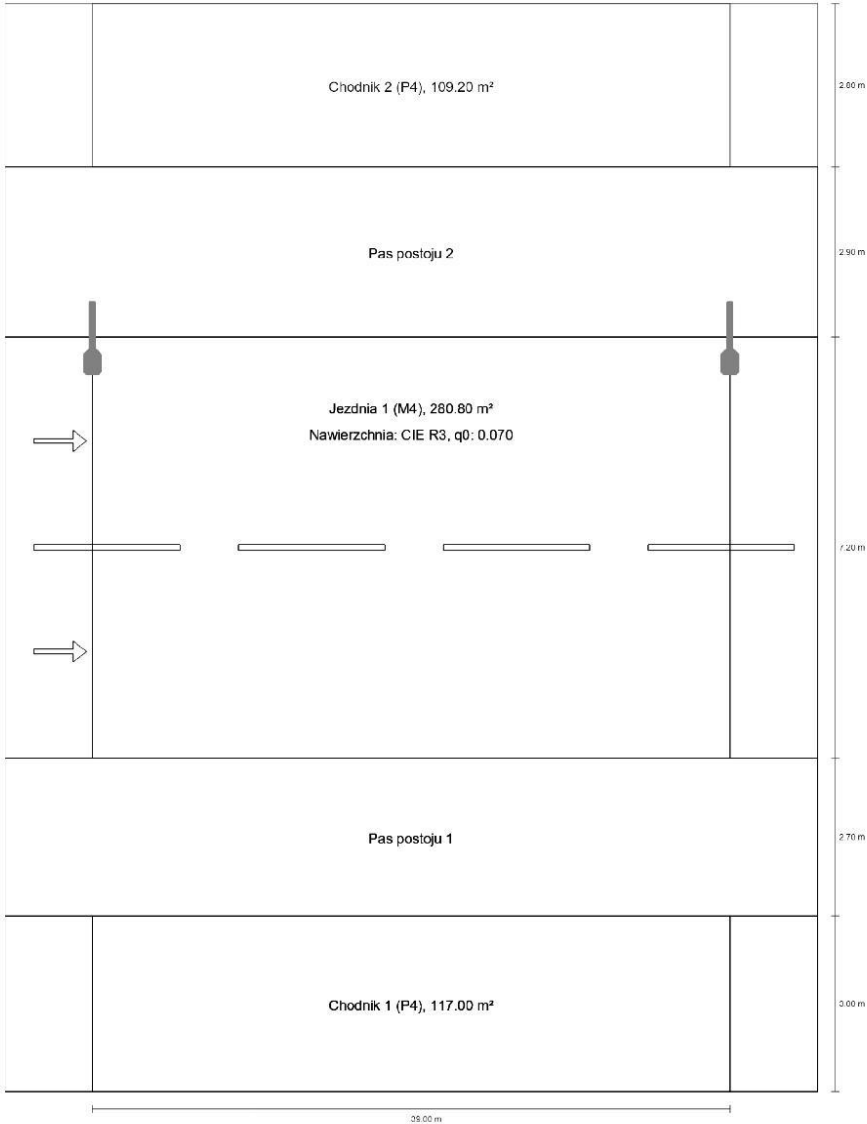 Chodnik 2 (P4), 109.20 m²
2.80 m
Pas postoju 2
2.90 m
Jezdnia 1 (M4), 280.80 m²
Nawierzchnia: CIE R3, q0: 0.070
7.20 m
Pas postoju 1
2.70 m
Chodnik 1 (P4), 117.00 m²
3.00 m
39.00 m